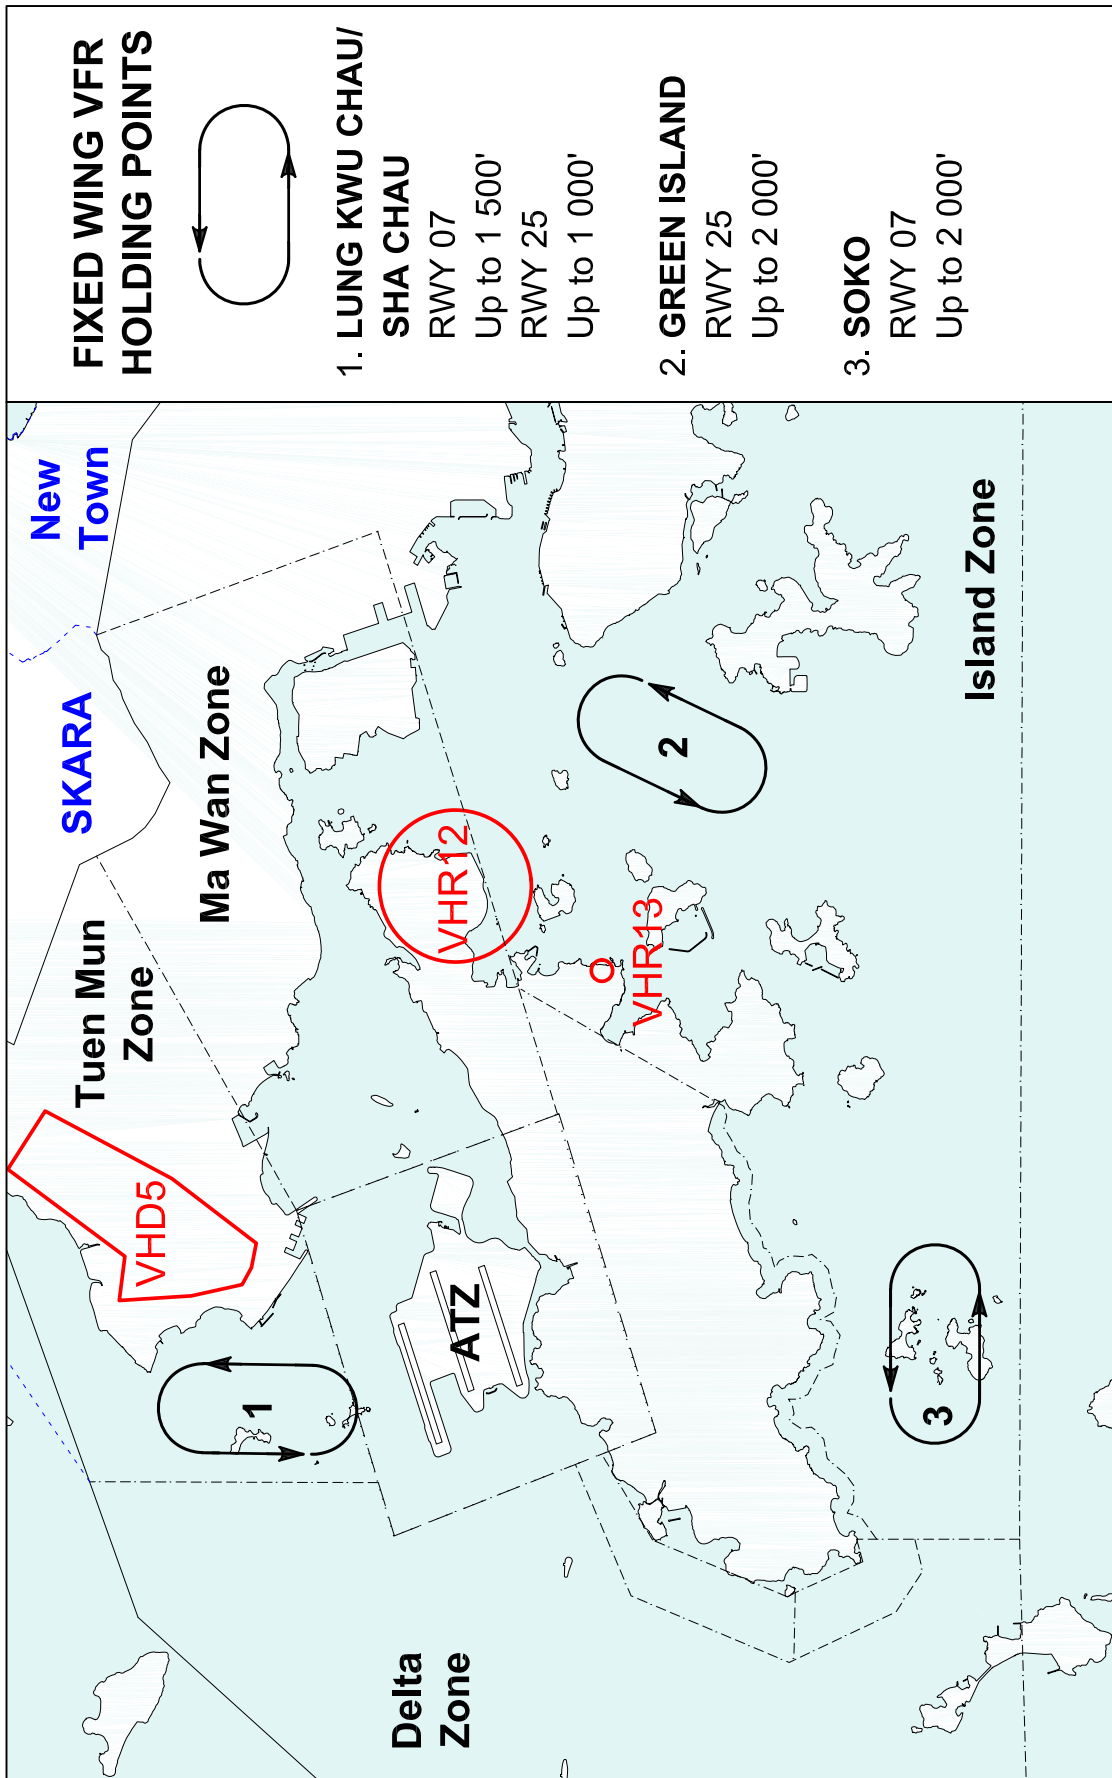 FIXED WING VFR
HOLDING POINTS
1. LUNG KWU CHAU/
SHA CHAU
RWY 07
Up to 1 500'
RWY 25
Up to 1 000'
2. GREEN ISLAND
RWY 25
Up to 2 000'
3. SOKO
RWY 07
Up to 2 000'
New
Town
SKARA
Tuen Mun
Zone
Ma Wan Zone
VHD5
VHR12
VHR13
ATZ
1
2
3
Island Zone
Delta
Zone